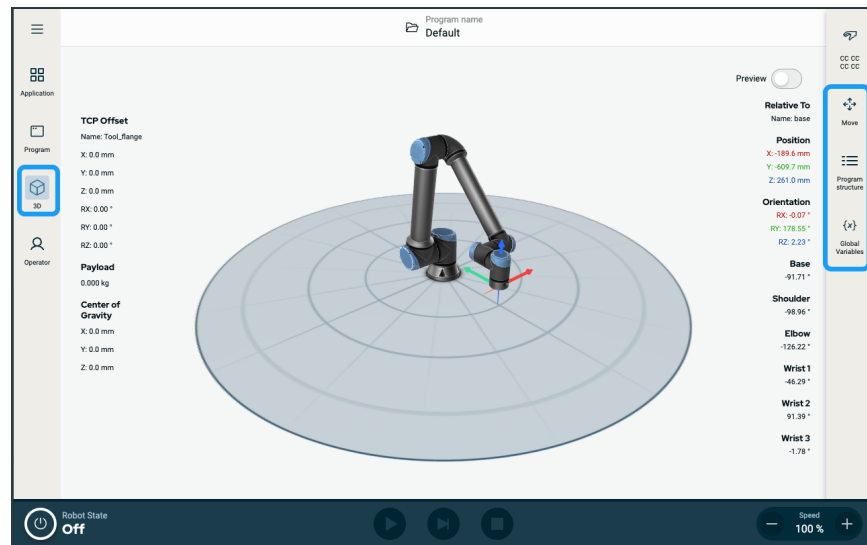 Program name
Default
Application
Program
3D
Operator
TCP Offset
Name: Tool_flange
X: 0.0 mm
Y: 0.0 mm
Z: 0.0 mm
RX: 0.00 °
RY: 0.00 °
RZ: 0.00 °
Payload
0.000 kg
Center of
Gravity
X: 0.0 mm
Y: 0.0 mm
Z: 0.0 mm
Preview
Relative To
Name: base
Position
X: -189.6 mm
Y: -609.7 mm
Z: 261.0 mm
Orientation
RX: -0.07 °
RY: 178.55 °
RZ: 2.23 °
Base
-91.71 °
Shoulder
-98.96 °
Elbow
-126.22 °
Wrist 1
-46.29 °
Wrist 2
91.39 °
Wrist 3
-1.78 °
CC CC
CC CC
Move
Program
structure
{x}
Global
Variables
Robot State
Off
Speed
100 %